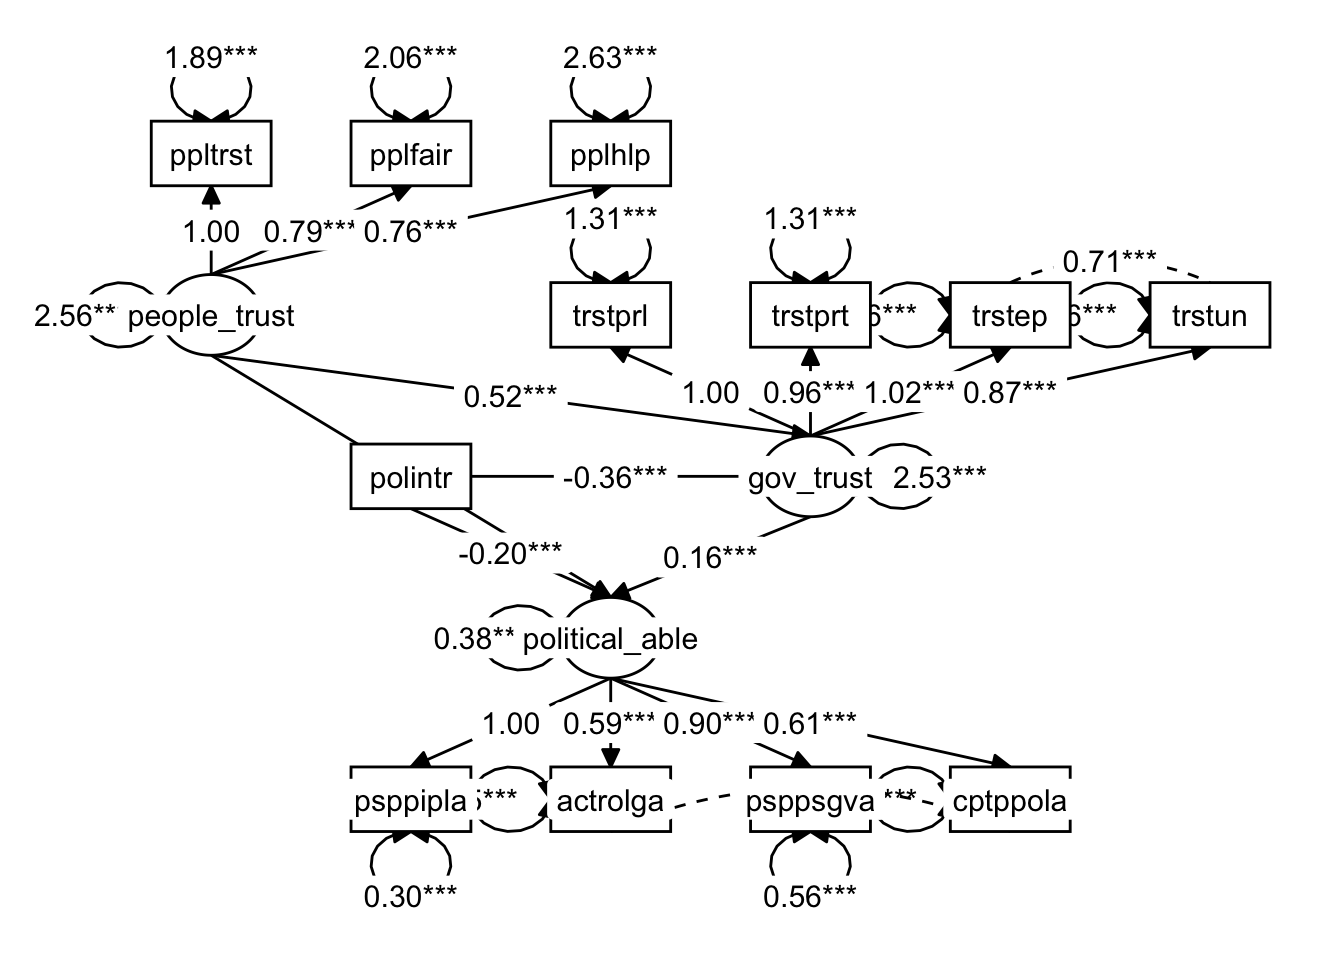 1.89***
2.06***
2.63***
ppltrst
pplfair
pplhlp
1.00
0.79***
0.76***
1.31***
1.31***
0.71***
2.56**
people_trust
trstprl
trstprt
6***
trstep
6***
trstun
0.52***
1.00
0.96***
1.02***
0.87***
polintr
-0.36***
gov_trust
2.53***
-0.20***
0.16***
0.38**
political_able
1.00
0.59***
0.90***
0.61***
psppipla
***
actrolga
psppsgva
***
cptppola
0.30***
0.56***